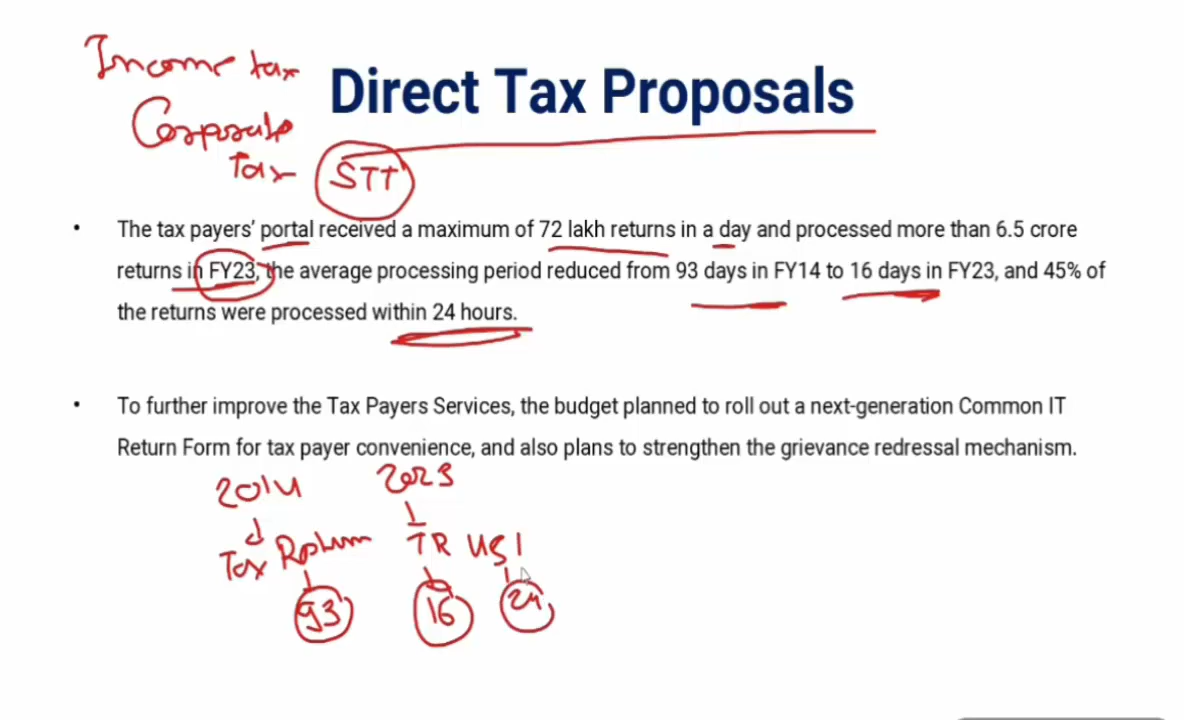 Income tax
Direct Tax Proposals
Corporate
Tax
STT
• The tax payers' portal received a maximum of 72 lakh returns in a day and processed more than 6.5 crore
returns in FY23, the average processing period reduced from 93 days in FY14 to 16 days in FY23, and 45% of
the returns were processed within 24 hours.
• To further improve the Tax Payers Services, the budget planned to roll out a next-generation Common IT
Return Form for tax payer convenience, and also plans to strengthen the grievance redressal mechanism.
2014 2023
Tax Return TR
93 16 24